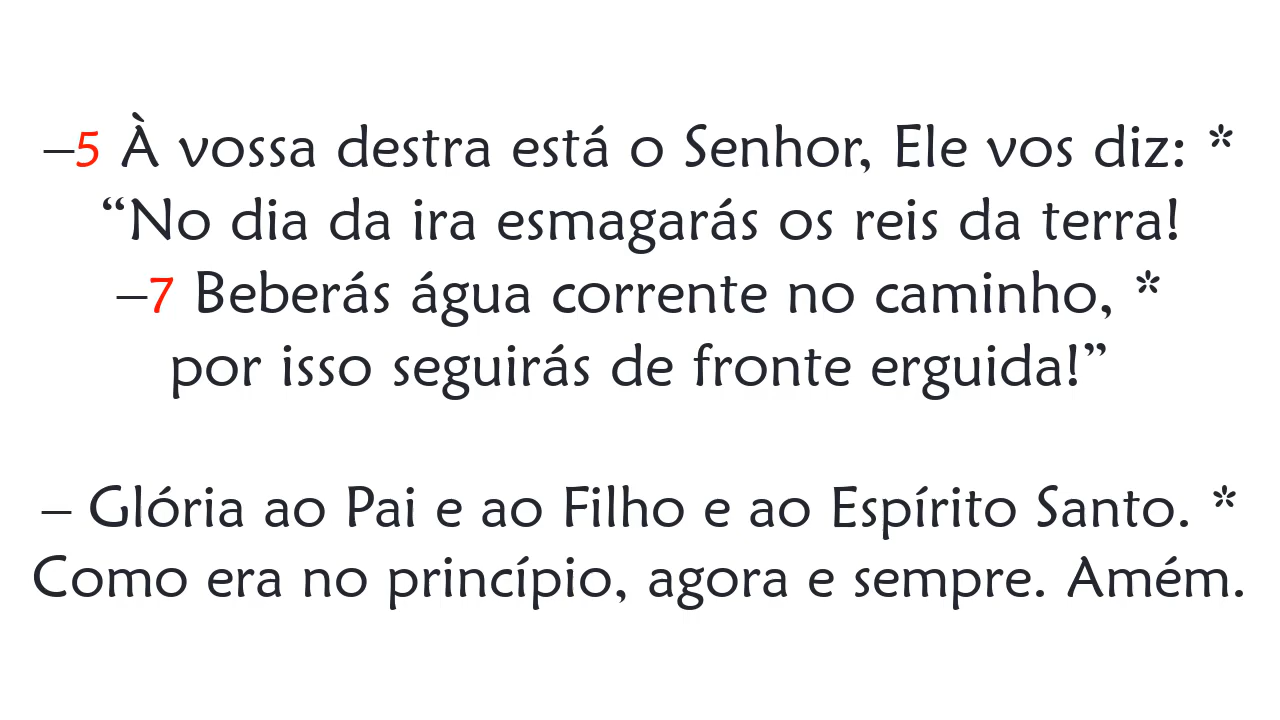 –5 À vossa destra está o Senhor, Ele vos diz: *
“No dia da ira esmagarás os reis da terra!
–7 Beberás água corrente no caminho, *
por isso seguirás de fronte erguida!”
– Glória ao Pai e ao Filho e ao Espírito Santo. *
Como era no princípio, agora e sempre. Amém.